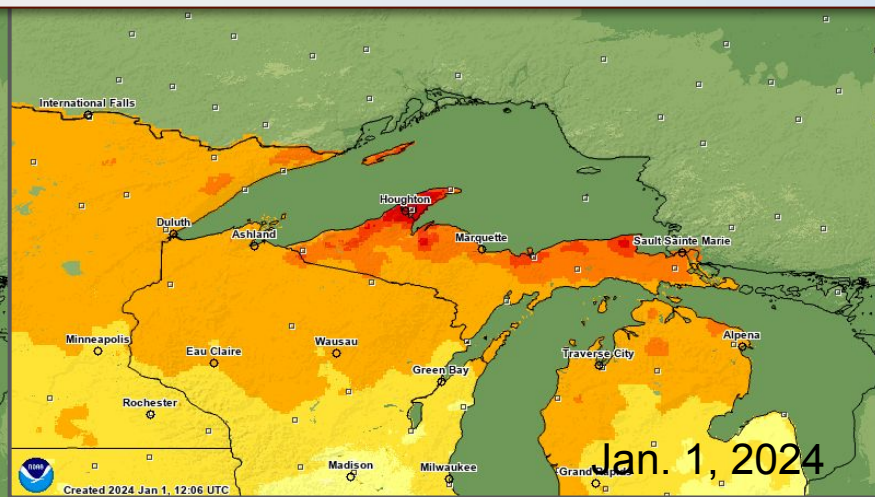 International Falls
Houghton
Duluth
Ashland
Marquette
Sault Sainte Marie
Minneapolis
Eau Claire
Wausau
Green Bay
Traverse City
Alpena
Rochester
Madison
Milwaukee
Grand Rapids
Jan. 1, 2024
NOAA
Created 2024 Jan 1, 12:06 UTC